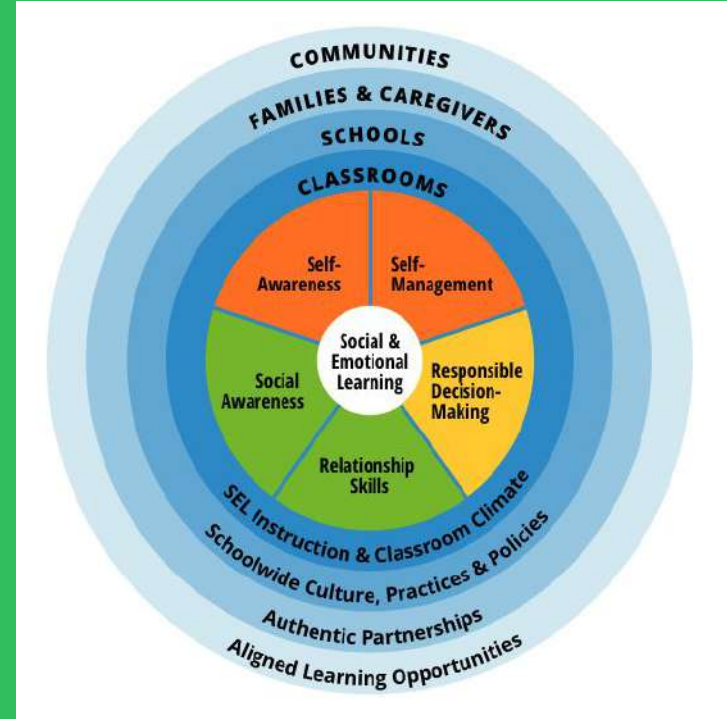 COMMUNITIES
FAMILIES & CAREGIVERS
SCHOOLS
CLASSROOMS
Self-
Awareness
Self-
Management
Social &
Emotional
Learning
Social
Awareness
Responsible
Decision-
Making
Relationship
Skills
SEL Instruction & Classroom Climate
Schoolwide Culture, Practices & Policies
Authentic Partnerships
Aligned Learning Opportunities